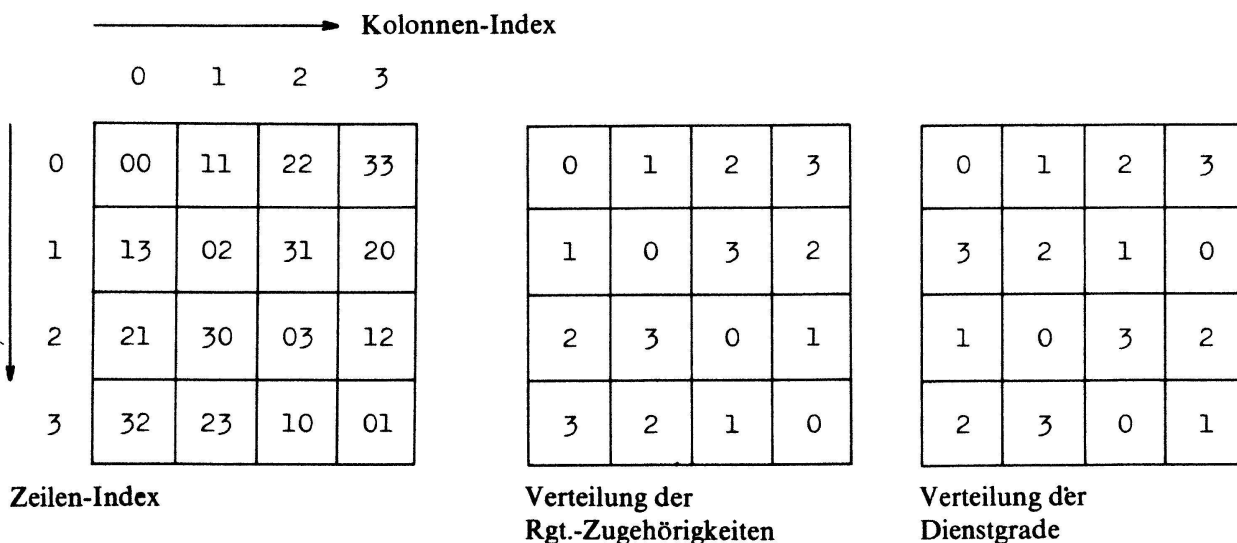 Kolonnen-Index
0 1 2 3
0 00 11 22 33 0 1 2 3 0 1 2 3
1 13 02 31 20 1 0 3 2 3 2 1 0
2 21 30 03 12 2 3 0 1 1 0 3 2
3 32 23 10 01 3 2 1 0 2 3 0 1
Zeilen-Index
Verteilung der
Rgt.-Zugehörigkeiten
Verteilung der
Dienstgrade